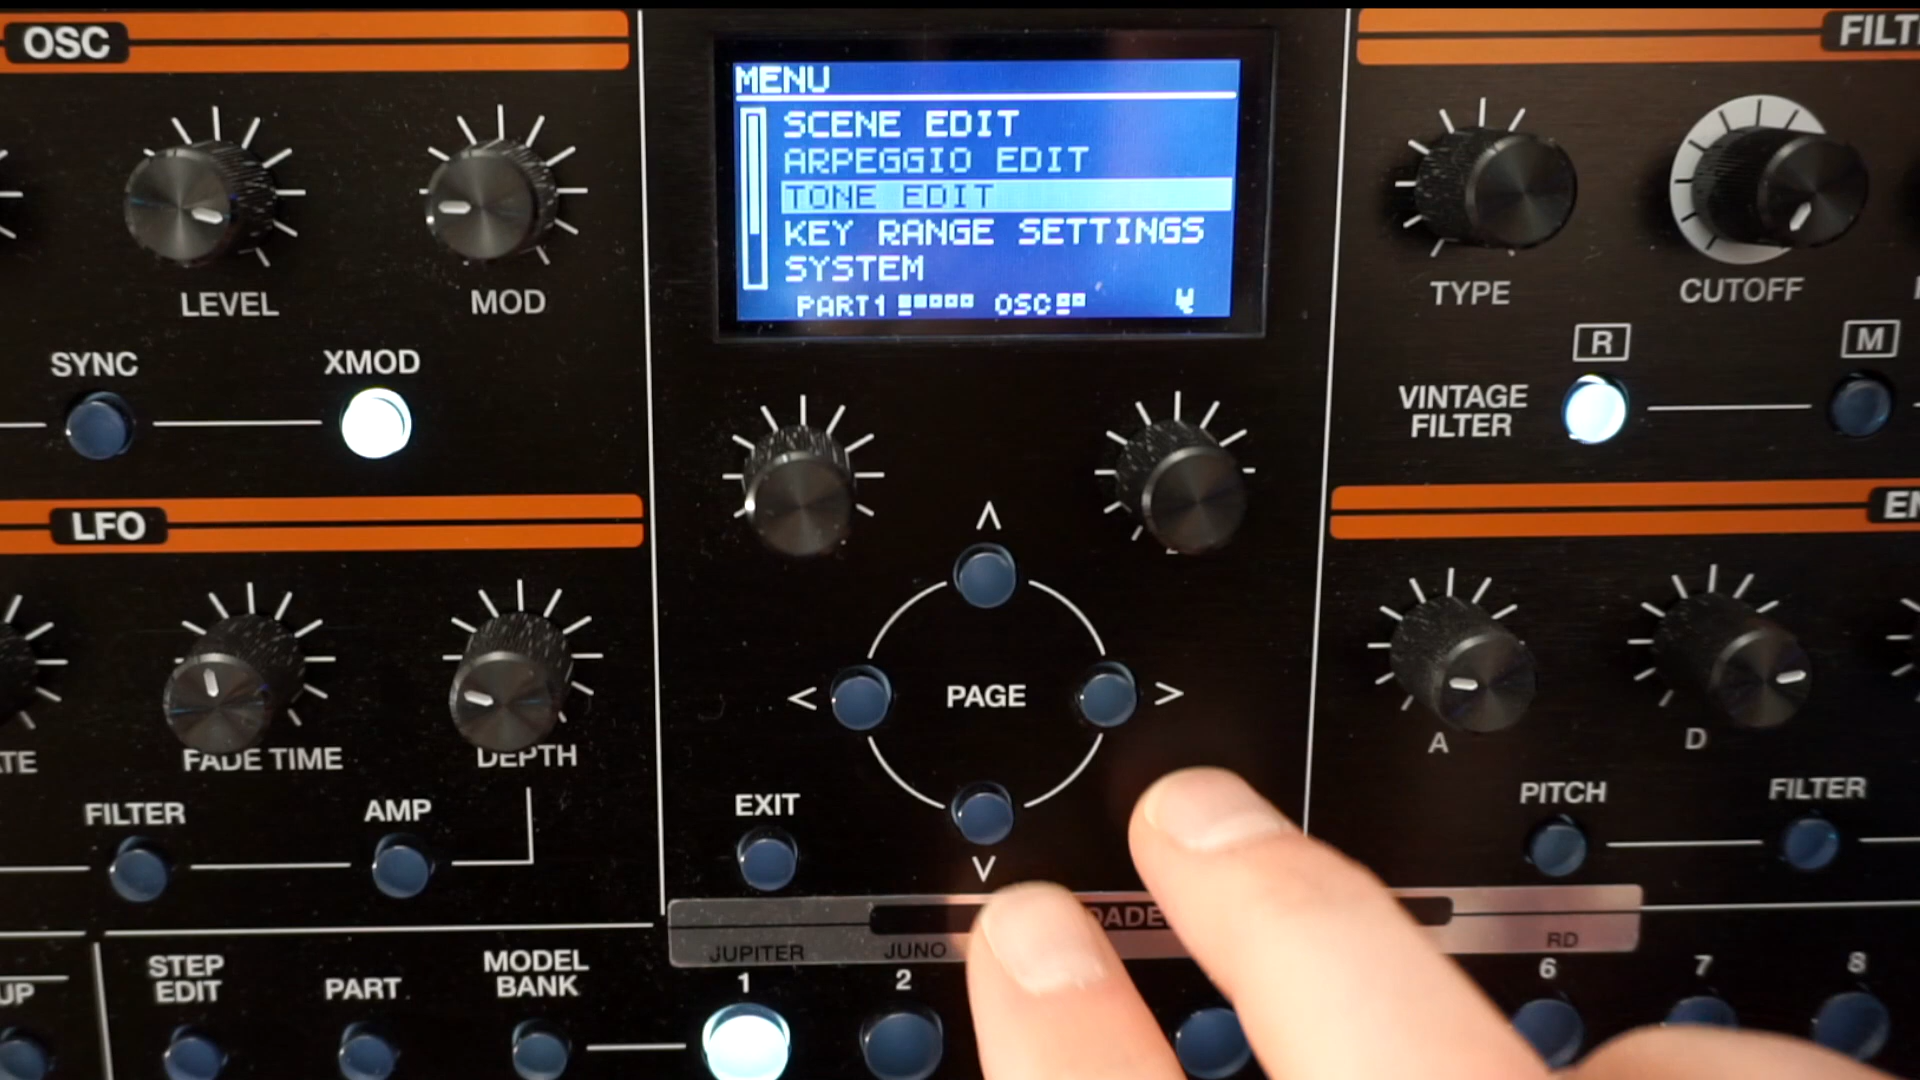 OSC
LEVEL
MOD
SYNC
XMOD
LFO
FADE TIME
DEPTH
FILTER
AMP
STEP
EDIT
PART
MODEL
BANK
MENU
SCENE EDIT
ARPEGGIO EDIT
TONE EDIT
KEY RANGE SETTINGS
SYSTEM
PART1 OSC
PAGE
EXIT
JUPITER
JUNO
RD
1
2
6
7
8
TYPE
CUTOFF
R
M
VINTAGE
FILTER
A
D
PITCH
FILTER